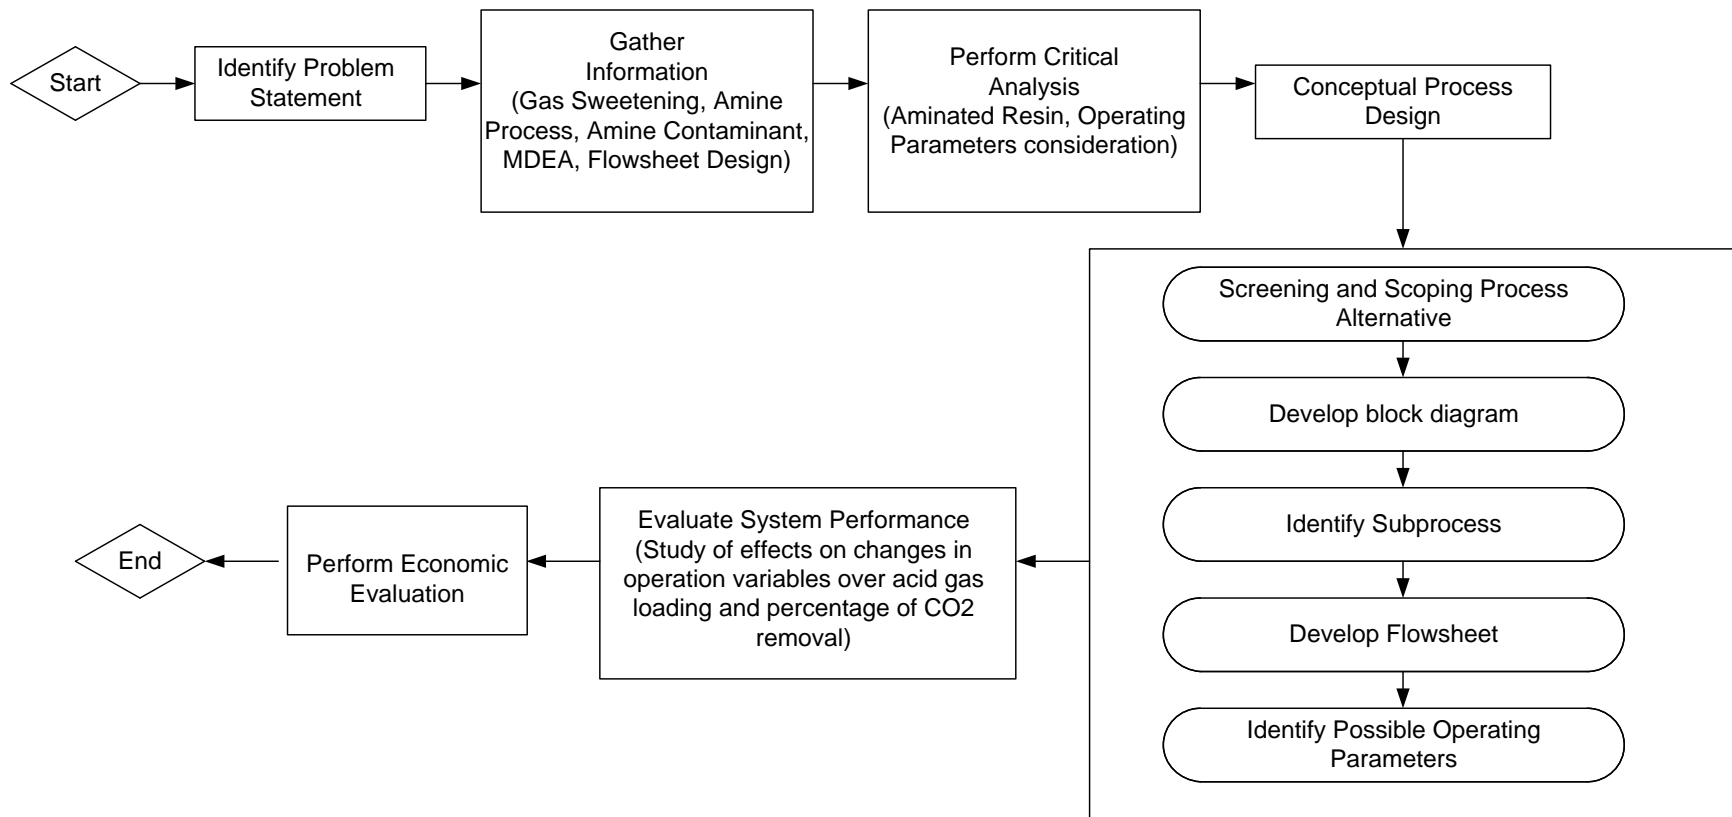 Start
Identify Problem
Statement
Gather
Information
(Gas Sweetening, Amine
Process, Amine Contaminant,
MDEA, Flowsheet Design)
Perform Critical
Analysis
(Aminated Resin, Operating
Parameters consideration)
Conceptual Process
Design
Screening and Scoping Process
Alternative
Develop block diagram
Identify Subprocess
Develop Flowsheet
Identify Possible Operating
Parameters
Evaluate System Performance
(Study of effects on changes in
operation variables over acid gas
loading and percentage of CO2
removal)
Perform Economic
Evaluation
End